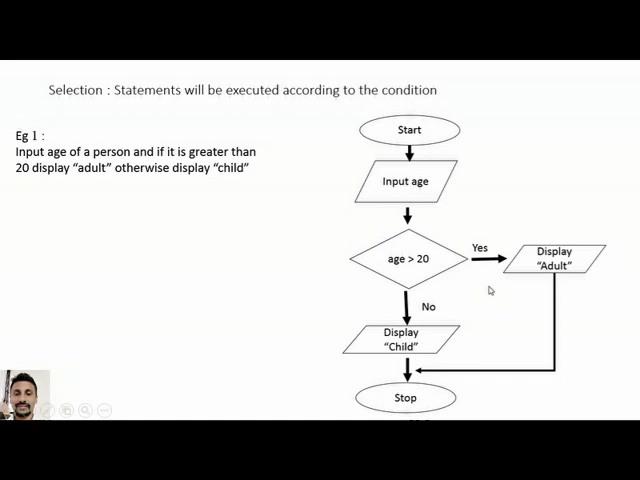 Selection : Statements will be executed according to the condition
Eg 1 :
Input age of a person and if it is greater than
20 display “adult” otherwise display “child”
Start
Input age
age > 20
Yes
Display
“Adult”
No
Display
“Child”
Stop